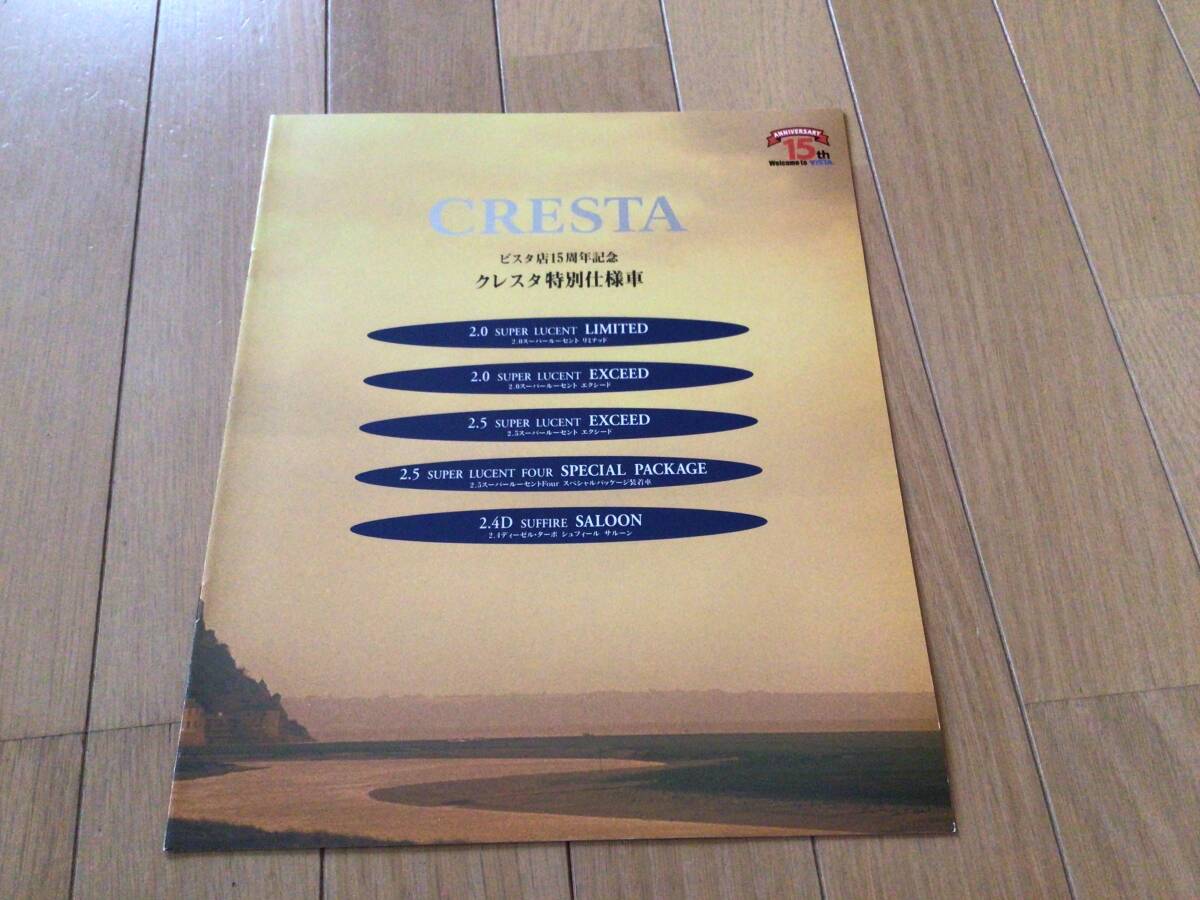 ANNIVERSARY
15th
Welcome to VISTA
CRESTA
ビスタ店15周年記念
クレスタ特別仕様車
2.0 SUPER LUCENT LIMITED
2.0スーパールーセント リミテッド
2.0 SUPER LUCENT EXCEED
2.0スーパールーセント エクシード
2.5 SUPER LUCENT EXCEED
2.5スーパールーセント エクシード
2.5 SUPER LUCENT FOUR SPECIAL PACKAGE
2.5スーパールーセントFour スペシャルパッケージ装着車
2.4D SUFFIRE SALOON
2.4ディーゼル・ターボ シュフィール サルーン